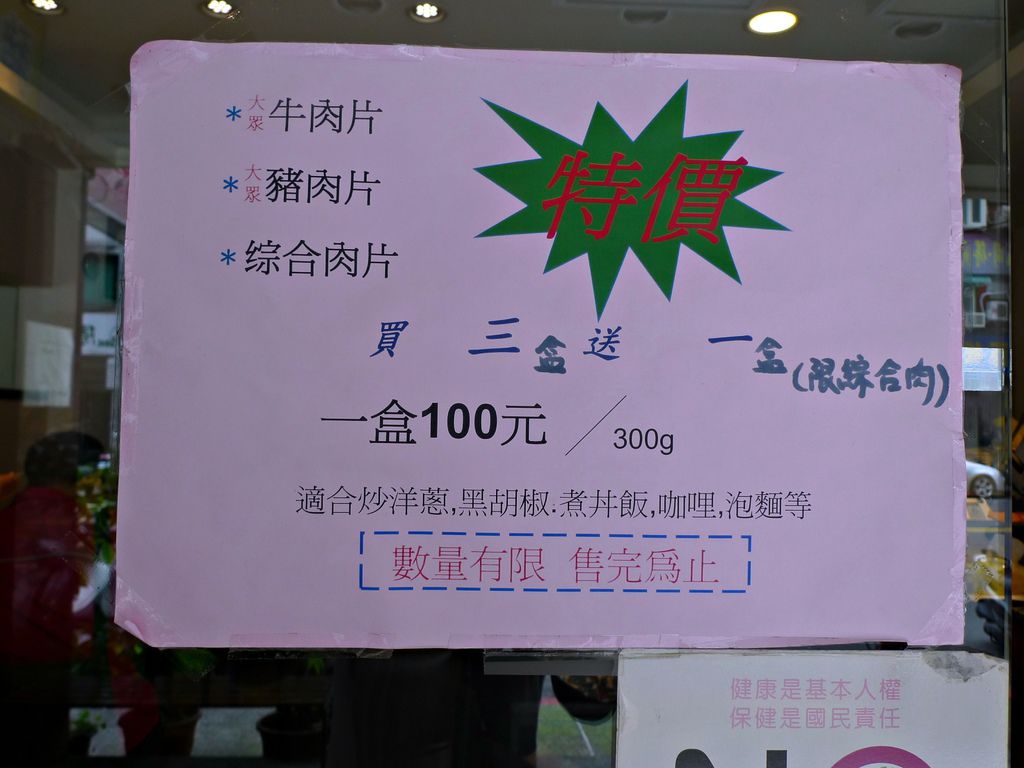 *大眾牛肉片
*大眾豬肉片
*综合肉片
特價
買 三盒送 一盒(限綜合肉)
一盒100元／300g
適合炒洋蔥,黑胡椒.煮丼飯,咖哩,泡麵等
數量有限 售完爲止
健康是基本人權
保健是國民責任
NO